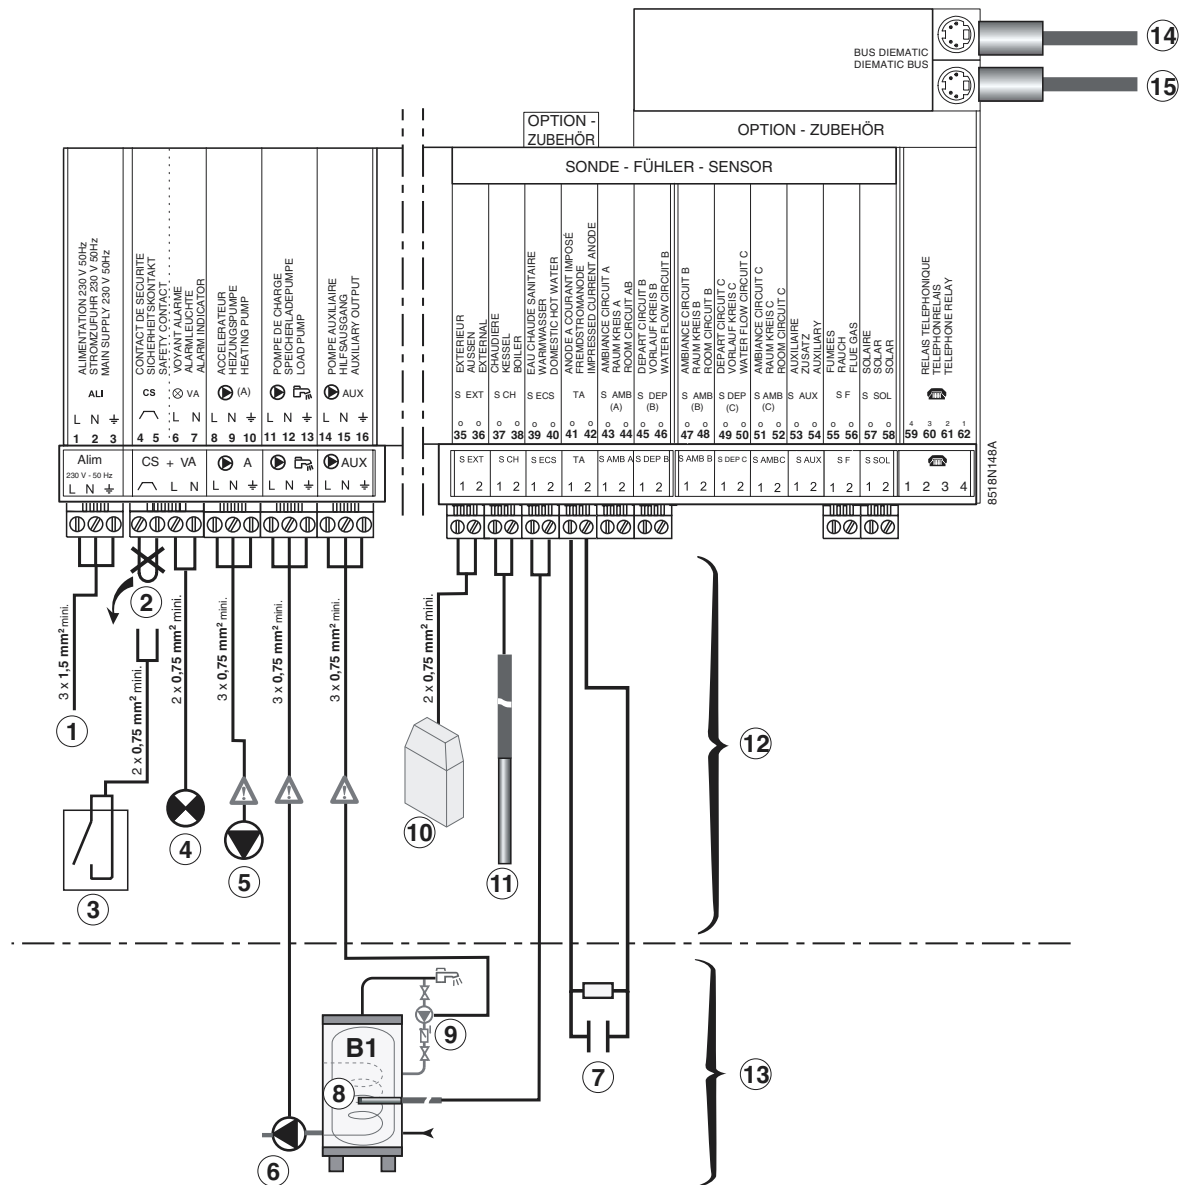 BUS DIEMATIC
DIEMATIC BUS
14
15
OPTION -
ZUBEHÖR
OPTION - ZUBEHÖR
SONDE - FÜHLER - SENSOR
ALIMENTATION 230 V 50Hz
STROMZUFUHR 230 V 50Hz
MAIN SUPPLY 230V 50Hz
CONTACT DE SECURITE
SICHERHEITSKONTAKT
SAFETY CONTACT
VOYANT ALARME
ALARMLEUCHTE
ALARM INDICATOR
ACCELERATEUR
HEIZUNGSPUMPE
HEATING PUMP
POMPE DE CHARGE
SPEICHERLADEPUMPE
LOAD PUMP
POMPE AUXILIAIRE
HILFSAUSGANG
AUXILIARY OUTPUT
EXTERIEUR
AUSSEN
EXTERNAL
CHAUDIERE
KESSEL
BOILER
EAU CHAUDE SANITAIRE
WARMWASSER
DOMESTIC HOT WATER
ANODE A COURANT IMPOSÉ
FREMDSTROMANODE
IMPRESSED CURRENT ANODE
AMBIANCE CIRCUIT A
RAUM KREIS A
ROOM CIRCUIT AB
DEPART CIRCUIT B
VORLAUF KREIS B
WATER FLOW CIRCUIT B
AMBIANCE CIRCUIT B
RAUM KREIS B
ROOM CIRCUIT B
DEPART CIRCUIT C
VORLAUF KREIS C
WATER FLOW CIRCUIT C
AMBIANCE CIRCUIT C
RAUM KREIS C
ROOM CIRCUIT C
AUXILIAIRE
ZUSATZ
AUXILIARY
FUMEES
RAUCH
FLUE GAS
SOLAIRE
SOLAR
SOLAR
RELAIS TELEPHONIQUE
TELEPHONRELAIS
TELEPHONE RELAY
ALI CS VA (A) AUX
S EXT S CH S ECS TA S AMB S DEP S AMB S DEP S AMB S AUX S F S SOL
(A) (B) (B) (C) (C)
L N L N L N L N L N
4 3 2 1
1 2 3 4 5 6 7 8 9 10 11 12 13 14 15 16
35 36 37 38 39 40 41 42 43 44 45 46 47 48 49 50 51 52 53 54 55 56 57 58 59 60 61 62
Alim CS + VA A AUX
230 V - 50 Hz
L N L N L N L N L N
S EXT S CH S ECS TA S AMB A S DEP B S AMB B S DEP C S AMBC S AUX S F S SOL
1 2 1 2 1 2 1 2 1 2 1 2 1 2 1 2 1 2 1 2 1 2 1 2 1 2 3 4
8518N148A
3 x 1,5 mm² mini.
2 x 0,75 mm² mini.
2 x 0,75 mm² mini.
3 x 0,75 mm² mini.
3 x 0,75 mm² mini.
3 x 0,75 mm² mini.
2 x 0,75 mm² mini.
2
1
12
10
4
5
11
3
9
B1
7
13
8
6